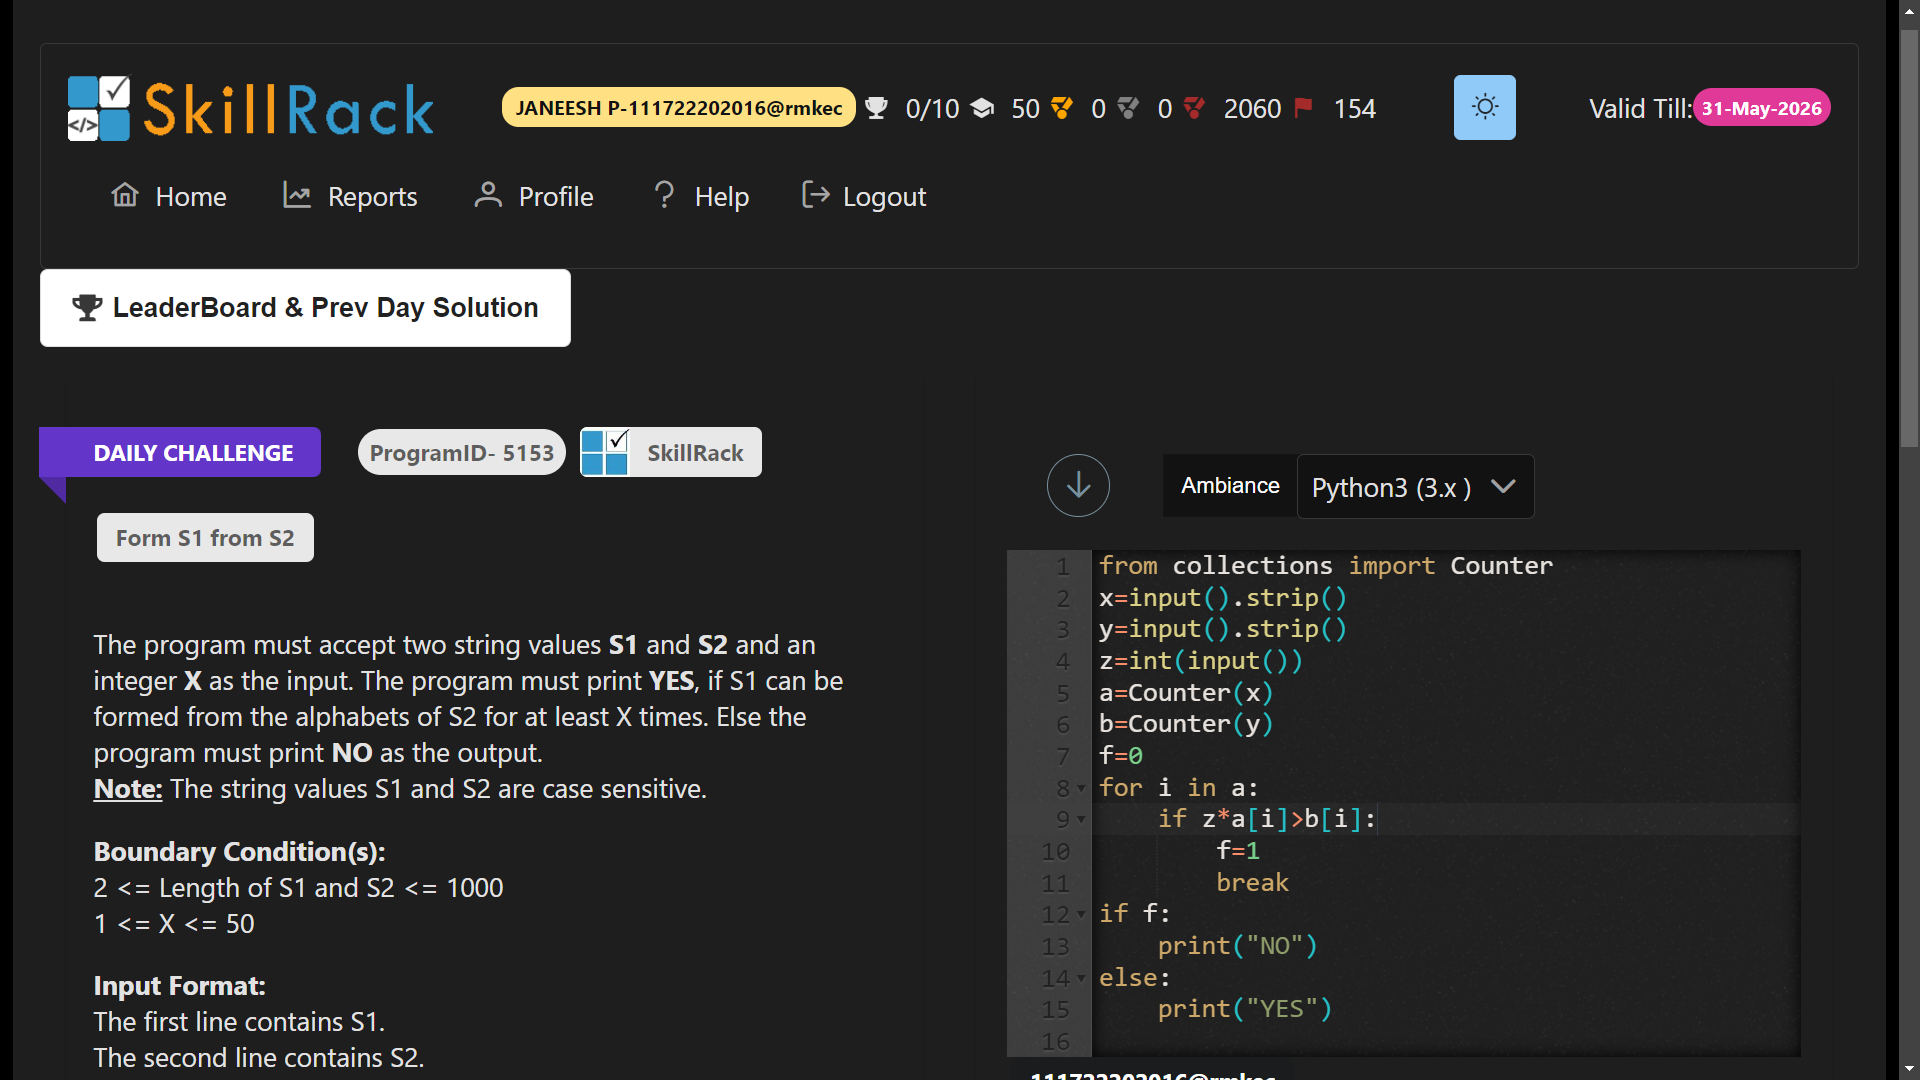 SkillRack
JANEESH P-111722202016@rmkec 0/10 50 0 0 2060 154
Valid Till: 31-May-2026
Home Reports Profile Help Logout
LeaderBoard & Prev Day Solution
DAILY CHALLENGE ProgramID- 5153 SkillRack
Form S1 from S2
The program must accept two string values S1 and S2 and an
integer X as the input. The program must print YES, if S1 can be
formed from the alphabets of S2 for at least X times. Else the
program must print NO as the output.
Note: The string values S1 and S2 are case sensitive.
Boundary Condition(s):
2 <= Length of S1 and S2 <= 1000
1 <= X <= 50
Input Format:
The first line contains S1.
The second line contains S2.
Ambiance Python3 (3.x )
1 from collections import Counter
2 x=input().strip()
3 y=input().strip()
4 z=int(input())
5 a=Counter(x)
6 b=Counter(y)
7 f=0
8 for i in a:
9     if z*a[i]>b[i]:
10         f=1
11         break
12 if f:
13     print("NO")
14 else:
15     print("YES")
16
111722202016@rmkec